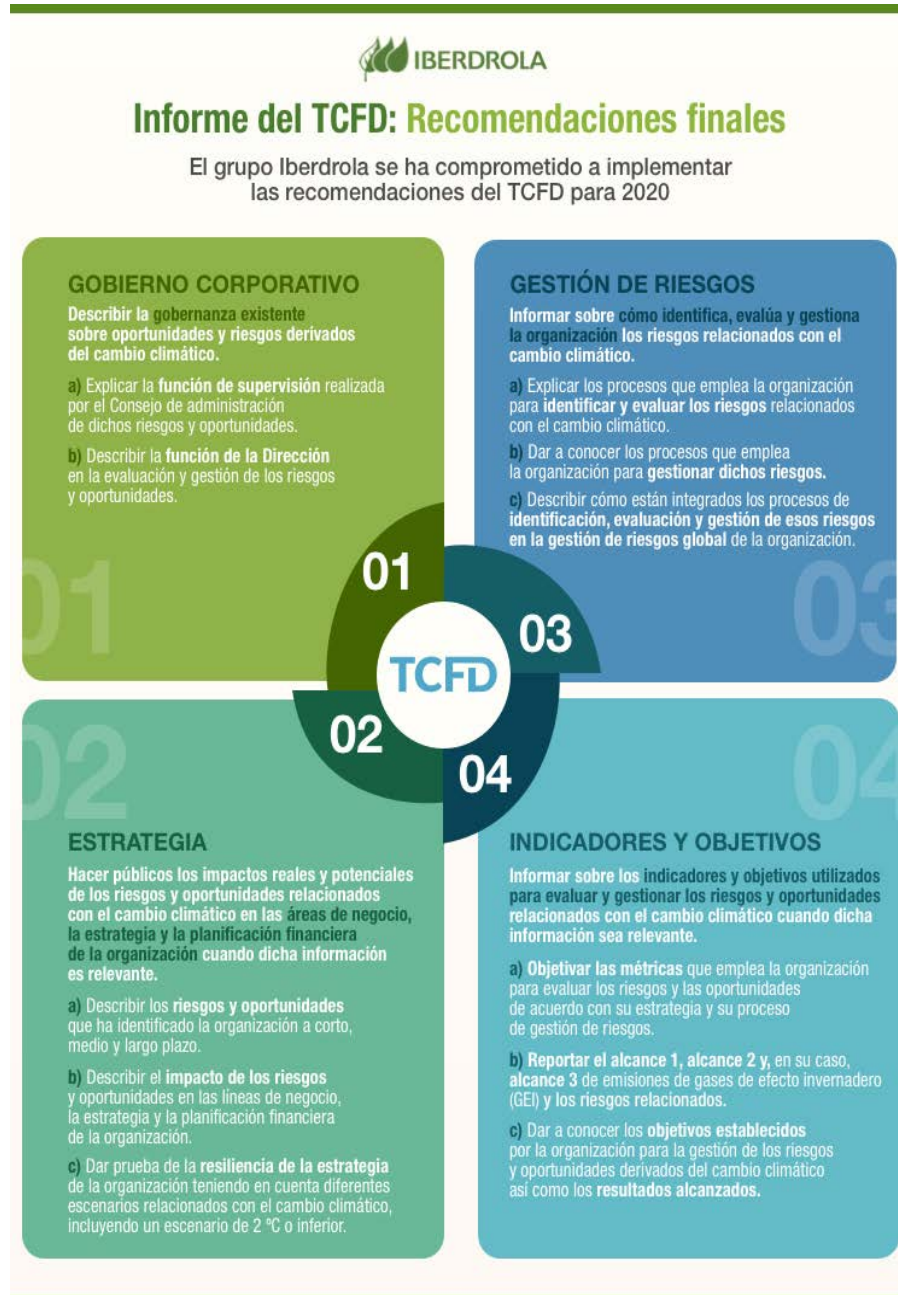 IBERDROLA
Informe del TCFD: Recomendaciones finales
El grupo Iberdrola se ha comprometido a implementar
las recomendaciones del TCFD para 2020
GOBIERNO CORPORATIVO
Describir la gobernanza existente
sobre oportunidades y riesgos derivados
del cambio climático.
a) Explicar la función de supervisión realizada
por el Consejo de administración
de dichos riesgos y oportunidades.
b) Describir la función de la Dirección
en la evaluación y gestión de los riesgos
y oportunidades.
01
01
GESTIÓN DE RIESGOS
Informar sobre cómo identifica, evalúa y gestiona
la organización los riesgos relacionados con el
cambio climático.
a) Explicar los procesos que emplea la organización
para identificar y evaluar los riesgos relacionados
con el cambio climático.
b) Dar a conocer los procesos que emplea
la organización para gestionar dichos riesgos.
c) Describir cómo están integrados los procesos de
identificación, evaluación y gestión de esos riesgos
en la gestión de riesgos global de la organización.
03
03
TCFD
02
02
ESTRATEGIA
Hacer públicos los impactos reales y potenciales
de los riesgos y oportunidades relacionados
con el cambio climático en las áreas de negocio,
la estrategia y la planificación financiera
de la organización cuando dicha información
es relevante.
a) Describir los riesgos y oportunidades
que ha identificado la organización a corto,
medio y largo plazo.
b) Describir el impacto de los riesgos
y oportunidades en las líneas de negocio,
la estrategia y la planificación financiera
de la organización.
c) Dar prueba de la resiliencia de la estrategia
de la organización teniendo en cuenta diferentes
escenarios relacionados con el cambio climático,
incluyendo un escenario de 2 ºC o inferior.
04
04
INDICADORES Y OBJETIVOS
Informar sobre los indicadores y objetivos utilizados
para evaluar y gestionar los riesgos y oportunidades
relacionados con el cambio climático cuando dicha
información sea relevante.
a) Objetivar las métricas que emplea la organización
para evaluar los riesgos y las oportunidades
de acuerdo con su estrategia y su proceso
de gestión de riesgos.
b) Reportar el alcance 1, alcance 2 y, en su caso,
alcance 3 de emisiones de gases de efecto invernadero
(GEI) y los riesgos relacionados.
c) Dar a conocer los objetivos establecidos
por la organización para la gestión de los riesgos
y oportunidades derivados del cambio climático
así como los resultados alcanzados.